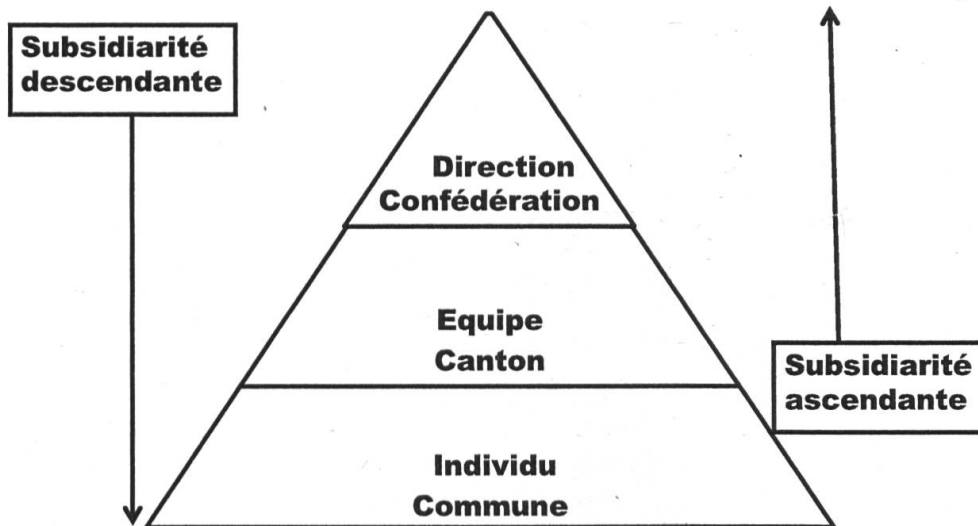 Subsidiarité
descendante
Direction
Confédération
Equipe
Canton
Subsidiarité
ascendante
Individu
Commune